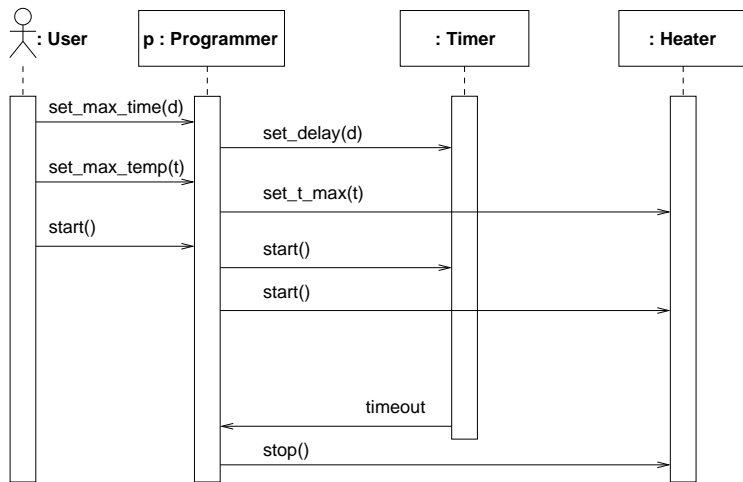 : User
p : Programmer
: Timer
: Heater
set_max_time(d)
set_delay(d)
set_max_temp(t)
set_t_max(t)
start()
start()
start()
timeout
stop()